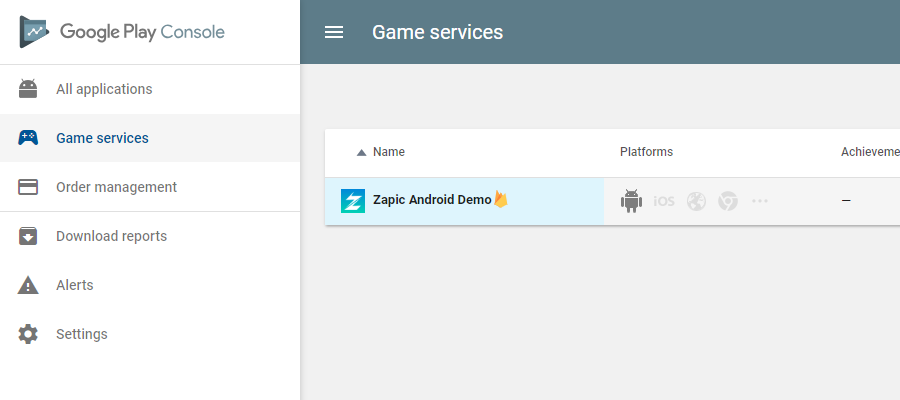 Google Play Console
Game services
All applications
Game services
Order management
Download reports
Alerts
Settings
Name Platforms Achieveme
Zapic Android Demo iOS –